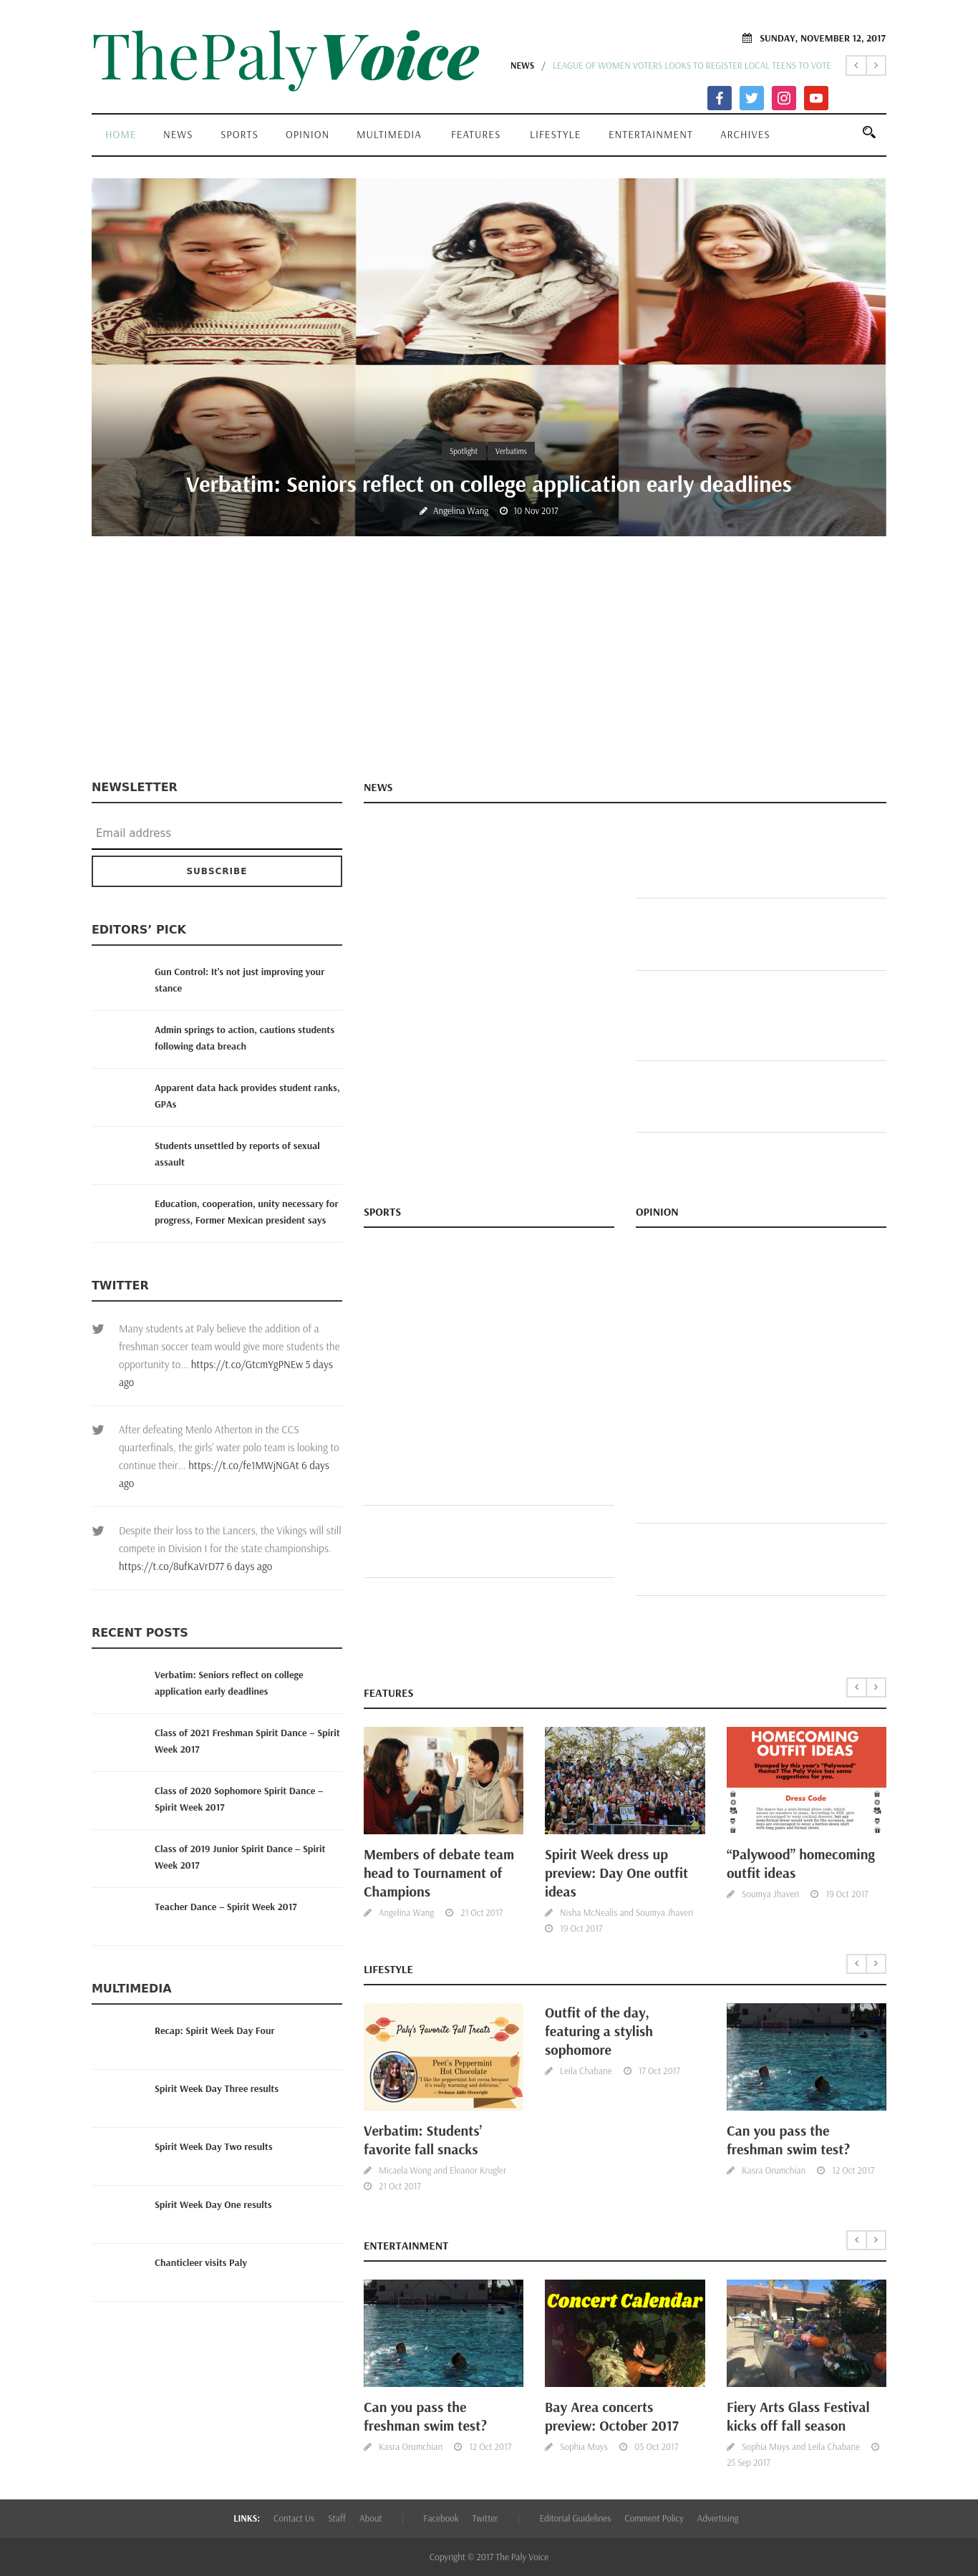 ThePalyVoice
SUNDAY, NOVEMBER 12, 2017
NEWS / LEAGUE OF WOMEN VOTERS LOOKS TO REGISTER LOCAL TEENS TO VOTE
HOME NEWS SPORTS OPINION MULTIMEDIA FEATURES LIFESTYLE ENTERTAINMENT ARCHIVES
Spotlight Verbatims
Verbatim: Seniors reflect on college application early deadlines
Angelina Wang 10 Nov 2017
NEWSLETTER
Email address
SUBSCRIBE
EDITORS’ PICK
Gun Control: It's not just improving your
stance
Admin springs to action, cautions students
following data breach
Apparent data hack provides student ranks,
GPAs
Students unsettled by reports of sexual
assault
Education, cooperation, unity necessary for
progress, Former Mexican president says
TWITTER
Many students at Paly believe the addition of a
freshman soccer team would give more students the
opportunity to... https://t.co/GtcmYgPNEw 5 days
ago
After defeating Menlo Atherton in the CCS
quarterfinals, the girls' water polo team is looking to
continue their... https://t.co/fe1MWjNGAt 6 days
ago
Despite their loss to the Lancers, the Vikings will still
compete in Division I for the state championships.
https://t.co/8ufKaVrD77 6 days ago
RECENT POSTS
Verbatim: Seniors reflect on college
application early deadlines
Class of 2021 Freshman Spirit Dance – Spirit
Week 2017
Class of 2020 Sophomore Spirit Dance –
Spirit Week 2017
Class of 2019 Junior Spirit Dance – Spirit
Week 2017
Teacher Dance – Spirit Week 2017
MULTIMEDIA
Recap: Spirit Week Day Four
Spirit Week Day Three results
Spirit Week Day Two results
Spirit Week Day One results
Chanticleer visits Paly
NEWS
SPORTS
OPINION
FEATURES
HOMECOMING
OUTFIT IDEAS
Stumped by this year's "Palywood"
theme? The Paly Voice has some
suggestions for you.
Dress Code
Members of debate team
head to Tournament of
Champions
Angelina Wang 21 Oct 2017
Spirit Week dress up
preview: Day One outfit
ideas
Nisha McNealis and Soumya Jhaveri
19 Oct 2017
“Palywood” homecoming
outfit ideas
Soumya Jhaveri 19 Oct 2017
LIFESTYLE
Paly's Favorite Fall Treats
Peet's Peppermint
Hot Chocolate
Verbatim: Students’
favorite fall snacks
Micaela Wong and Eleanor Krugler
21 Oct 2017
Outfit of the day,
featuring a stylish
sophomore
Leila Chabane 17 Oct 2017
Can you pass the
freshman swim test?
Kasra Orumchian 12 Oct 2017
ENTERTAINMENT
Concert Calendar
Can you pass the
freshman swim test?
Kasra Orumchian 12 Oct 2017
Bay Area concerts
preview: October 2017
Sophia Muys 05 Oct 2017
Fiery Arts Glass Festival
kicks off fall season
Sophia Muys and Leila Chabane
25 Sep 2017
LINKS: Contact Us Staff About | Facebook Twitter | Editorial Guidelines Comment Policy Advertising
Copyright © 2017 The Paly Voice